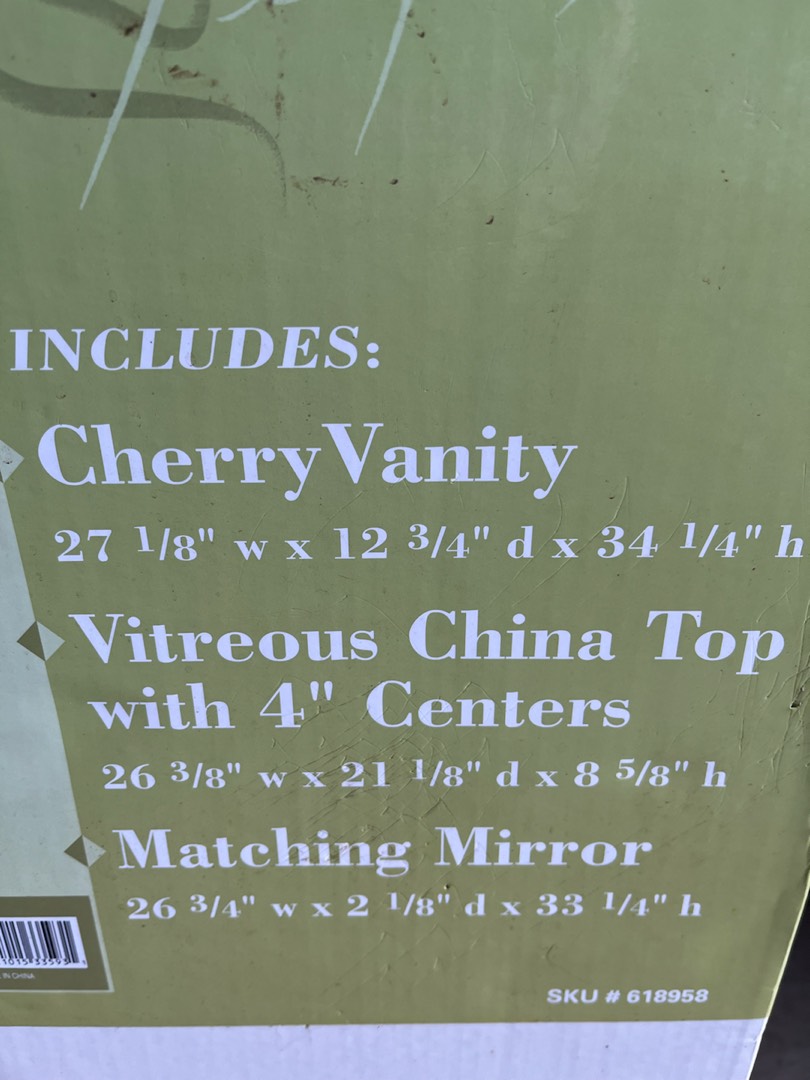 INCLUDES:
Cherry Vanity
27 1/8" w x 12 3/4" d x 34 1/4" h
Vitreous China Top
with 4" Centers
26 3/8" w x 21 1/8" d x 8 5/8" h
Matching Mirror
26 3/4" w x 2 1/8" d x 33 1/4" h
IN CHINA
SKU # 618958